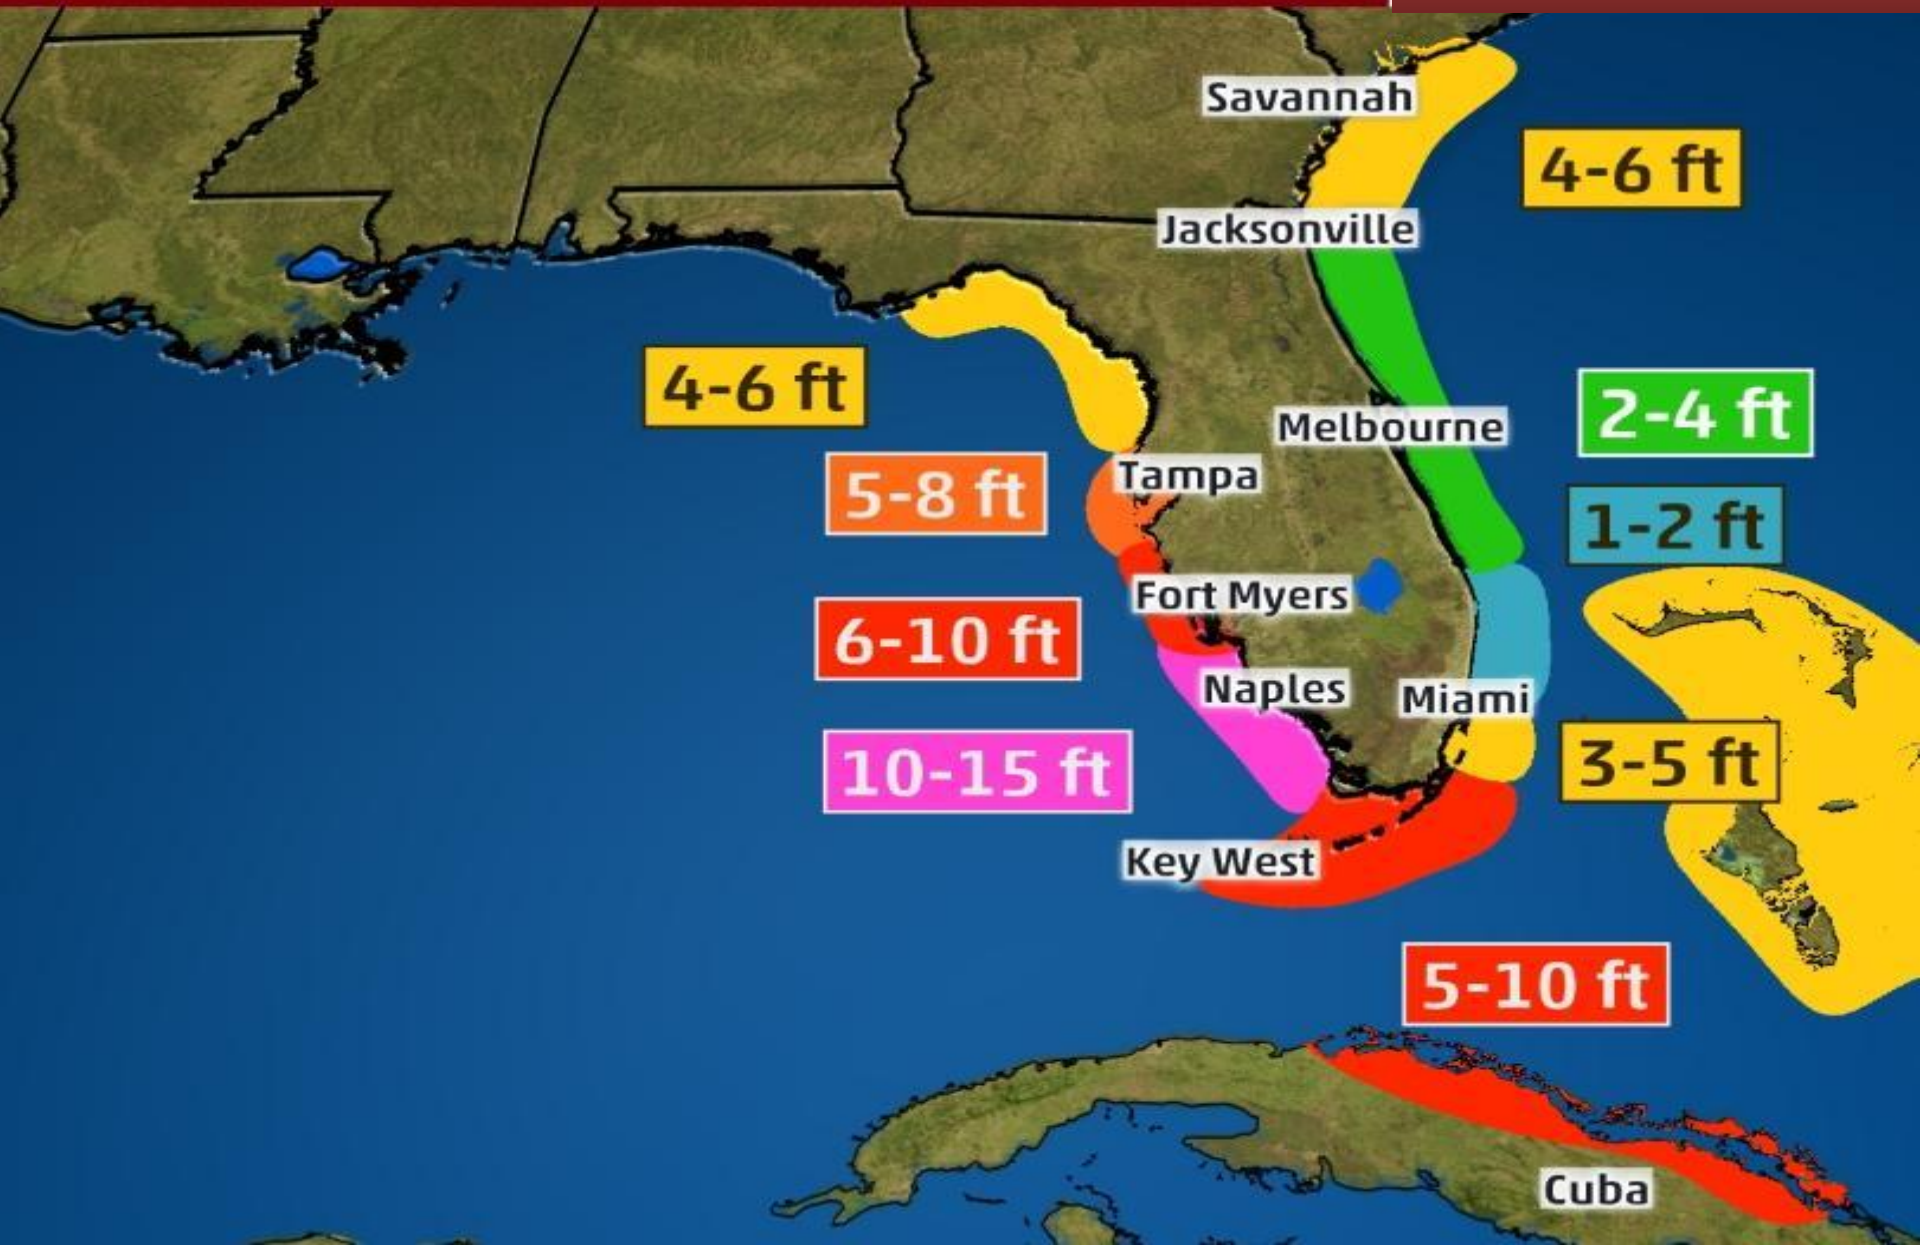 Savannah
4-6 ft
Jacksonville
4-6 ft
2-4 ft
Melbourne
Tampa
5-8 ft
1-2 ft
Fort Myers
6-10 ft
Naples
Miami
10-15 ft
3-5 ft
Key West
5-10 ft
Cuba